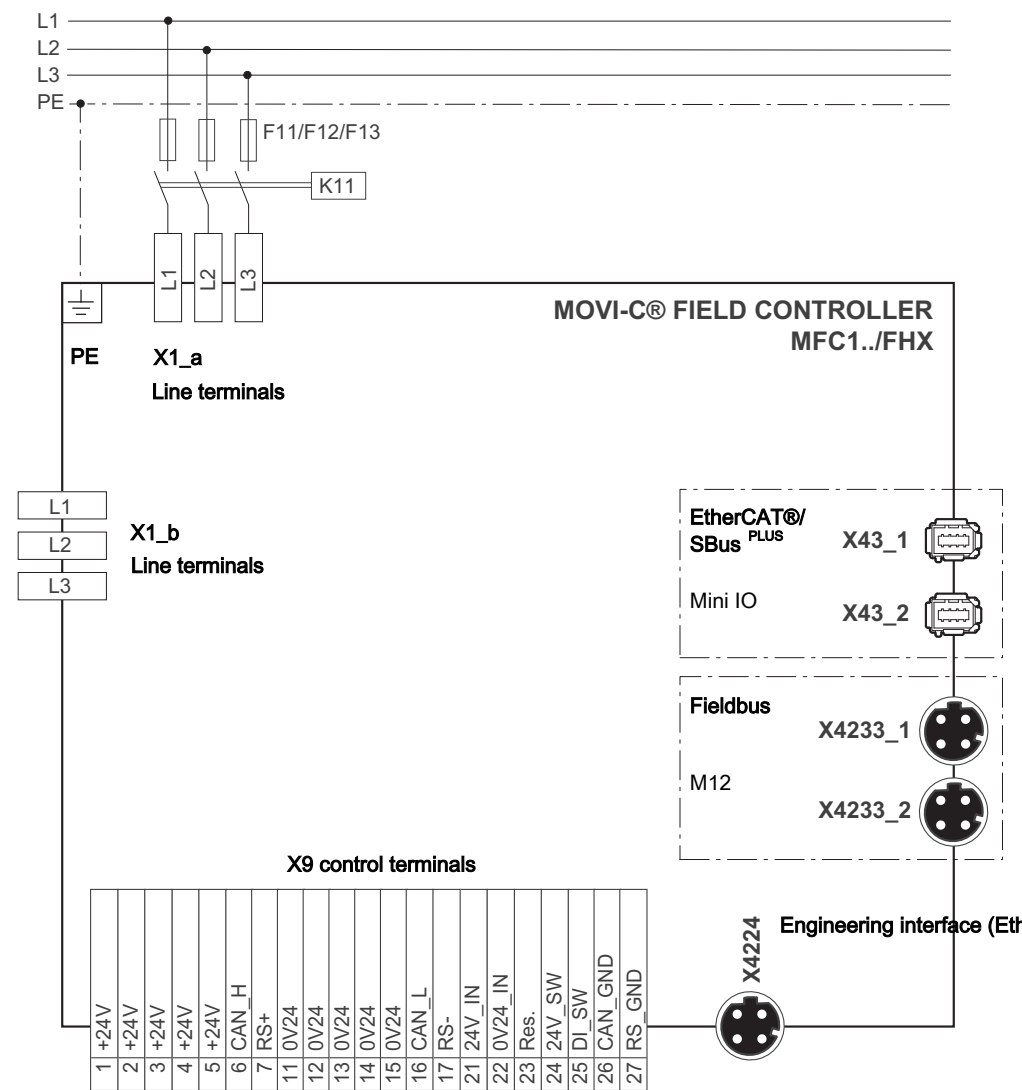 L1
L2
L3
PE
F11/F12/F13
K11
L1
L2
L3
MOVI-C® FIELD CONTROLLER
MFC1../FHX
PE
X1_a
Line terminals
L1
L2
L3
X1_b
Line terminals
EtherCAT®/
SBus PLUS
X43_1
Mini IO
X43_2
Fieldbus
X4233_1
M12
X4233_2
X9 control terminals
X4224
Engineering interface (Eth
1 +24V
2 +24V
3 +24V
4 +24V
5 +24V
6 CAN_H
7 RS+
11 0V24
12 0V24
13 0V24
14 0V24
15 0V24
16 CAN_L
17 RS-
21 24V_IN
22 0V24_IN
23 Res.
24 24V_SW
25 DI_SW
26 CAN_GND
27 RS_GND